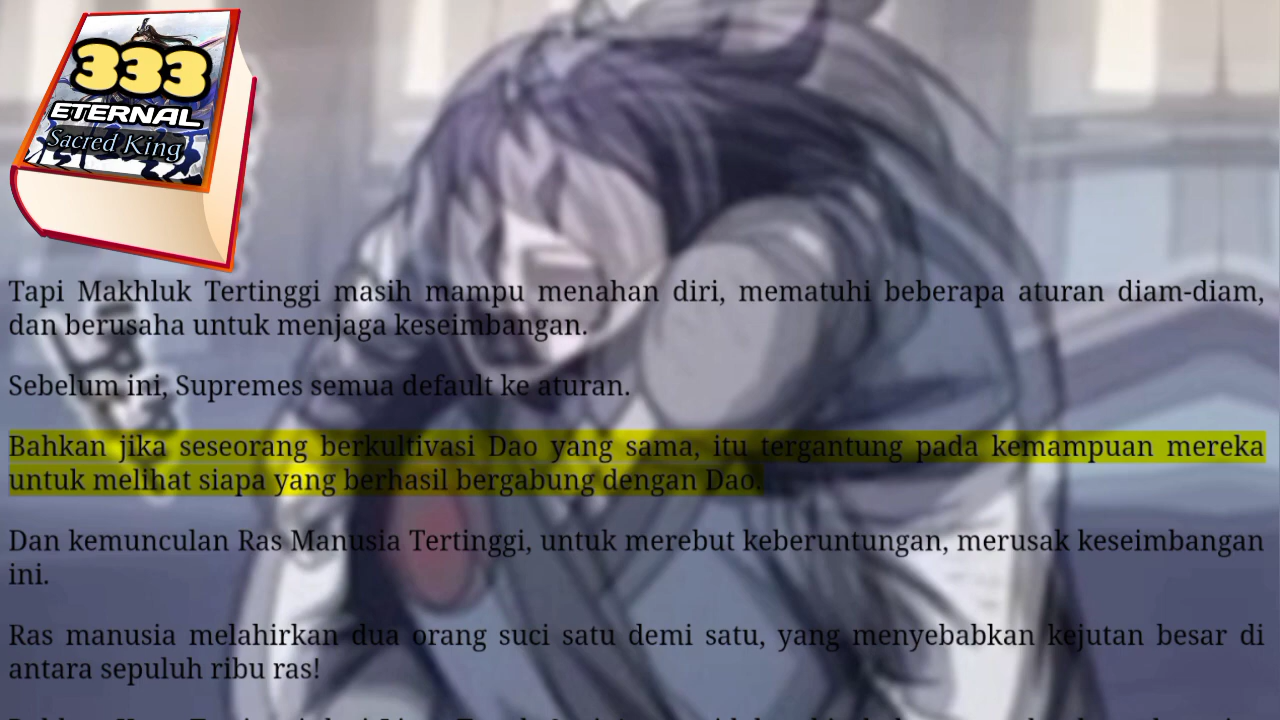 333
ETERNAL
Sacred King
Tapi Makhluk Tertinggi masih mampu menahan diri, mematuhi beberapa aturan diam-diam,
dan berusaha untuk menjaga keseimbangan.
Sebelum ini, Supremes semua default ke aturan.
Bahkan jika seseorang berkultivasi Dao yang sama, itu tergantung pada kemampuan mereka
untuk melihat siapa yang berhasil bergabung dengan Dao.
Dan kemunculan Ras Manusia Tertinggi, untuk merebut keberuntungan, merusak keseimbangan
ini.
Ras manusia melahirkan dua orang suci satu demi satu, yang menyebabkan kejutan besar di
antara sepuluh ribu ras!